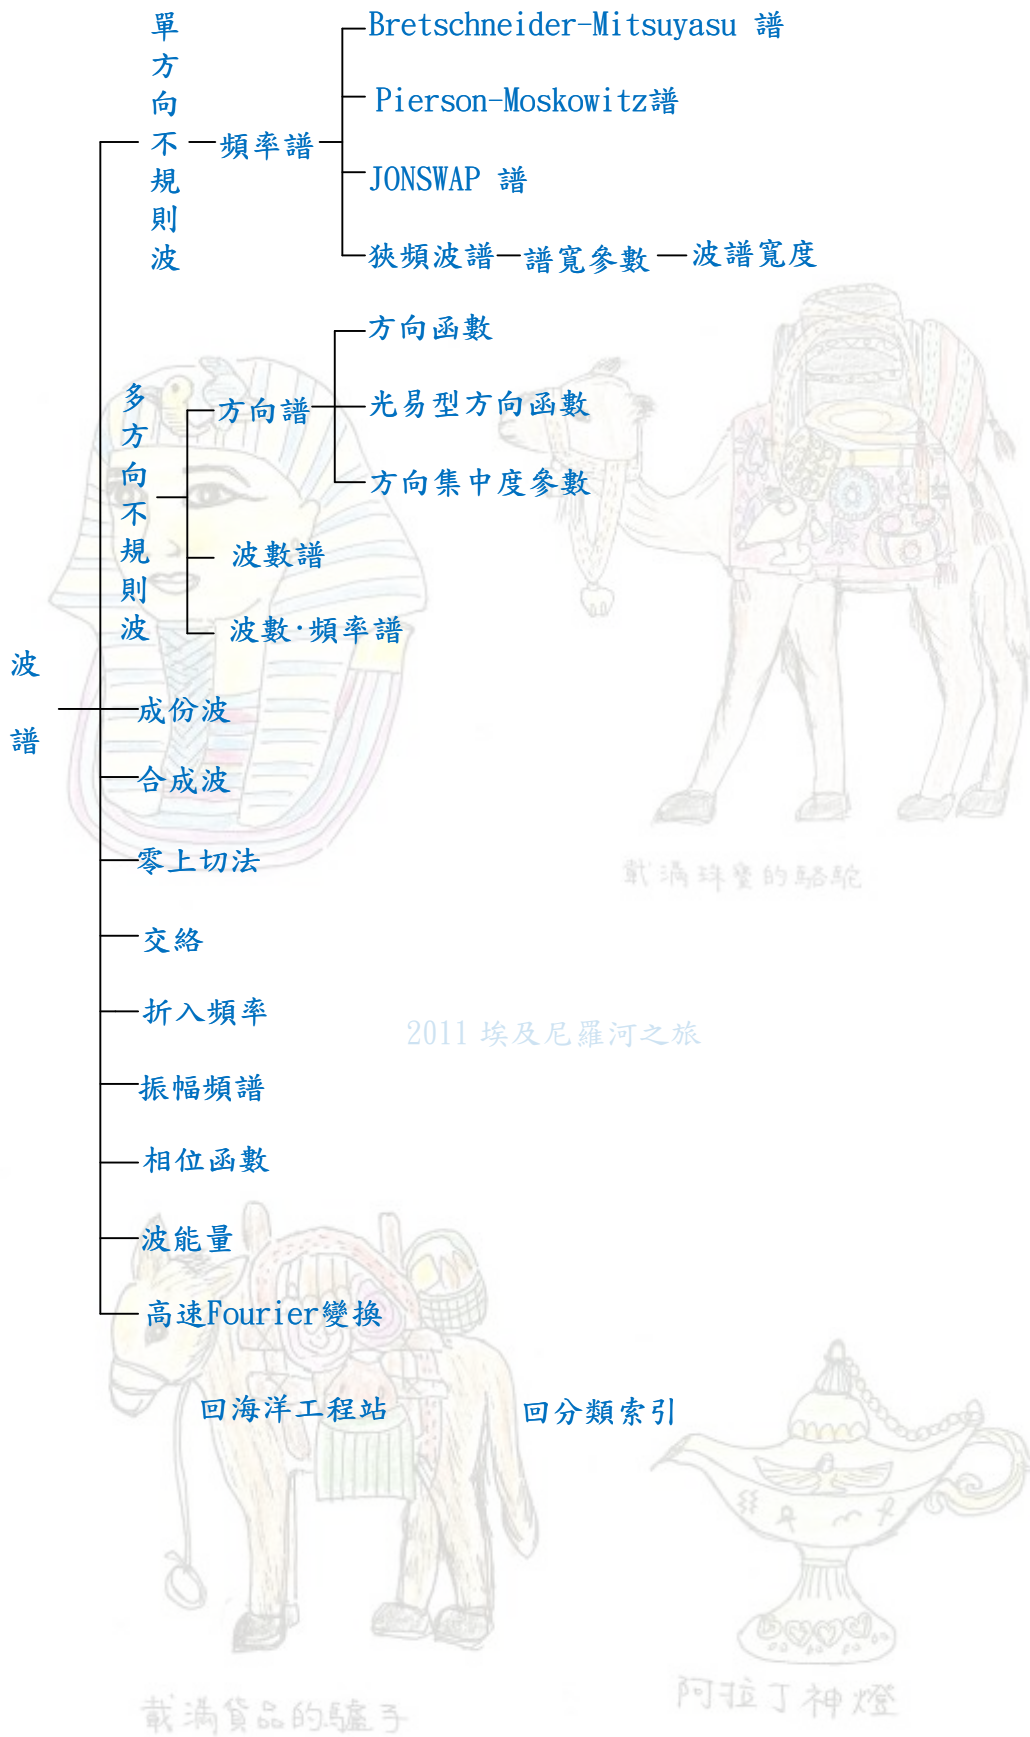 波譜
單方向不規則波
頻率譜
Bretschneider-Mitsuyasu 譜
Pierson-Moskowitz譜
JONSWAP 譜
狹頻波譜
譜寬參數
波譜寬度
多方向不規則波
方向譜
方向函數
光易型方向函數
方向集中度參數
波數譜
波數·頻率譜
成份波
合成波
零上切法
交絡
折入頻率
振幅頻譜
相位函數
波能量
高速Fourier變換
載滿珠寶的駱駝
2011 埃及尼羅河之旅
回海洋工程站
回分類索引
載滿貨品的驢子
阿拉丁神燈